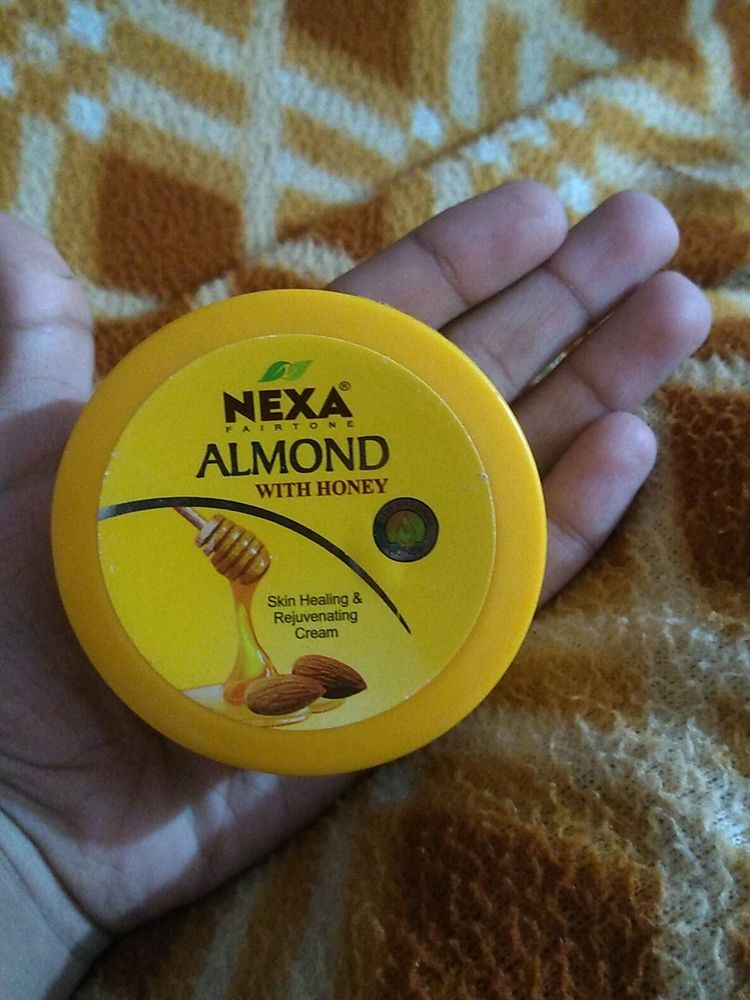 NEXA®
FAIRTONE
ALMOND
WITH HONEY
Skin Healing &
Rejuvenating
Cream